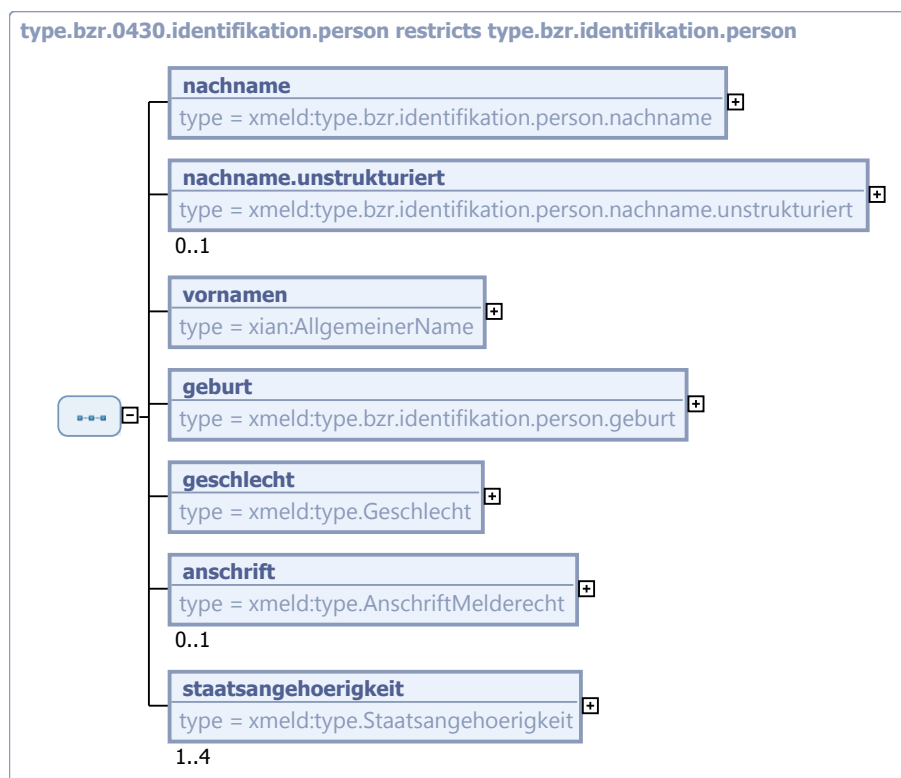 type.bzr.0430.identifikation.person restricts type.bzr.identifikation.person
nachname
type = xmeld:type.bzr.identifikation.person.nachname
nachname.unstrukturiert
type = xmeld:type.bzr.identifikation.person.nachname.unstrukturiert
0..1
vornamen
type = xian:AllgemeinerName
geburt
type = xmeld:type.bzr.identifikation.person.geburt
geschlecht
type = xmeld:type.Geschlecht
anschrift
type = xmeld:type.AnschriftMelderecht
0..1
staatsangehoerigkeit
type = xmeld:type.Staatsangehoerigkeit
1..4